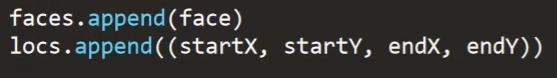 faces.append(face)
locs.append((startX, startY, endX, endY))